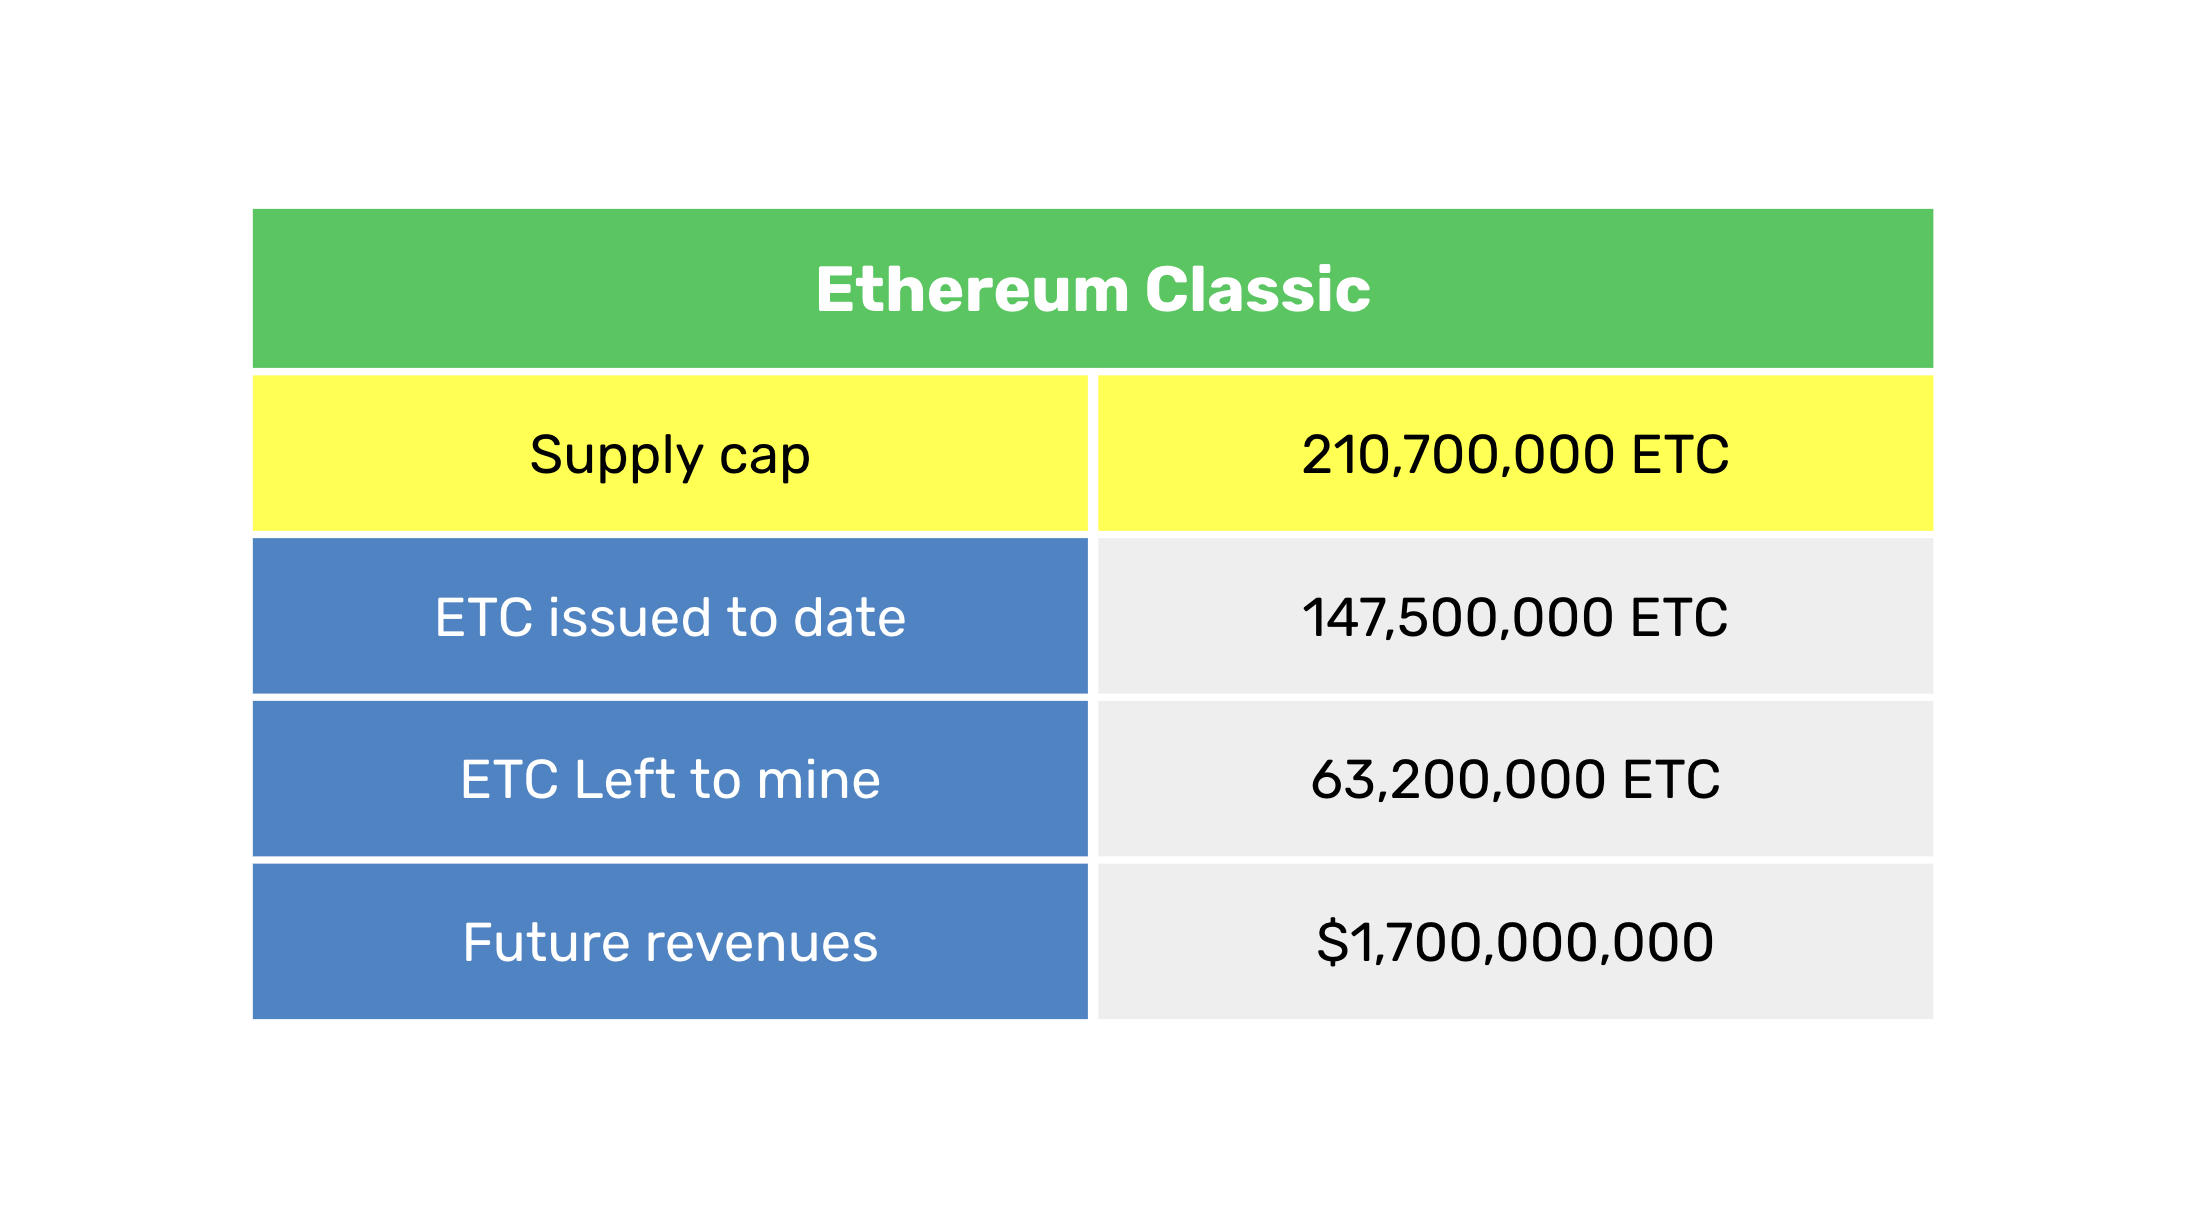 Ethereum Classic
Supply cap 210,700,000 ETC
ETC issued to date 147,500,000 ETC
ETC Left to mine 63,200,000 ETC
Future revenues $1,700,000,000